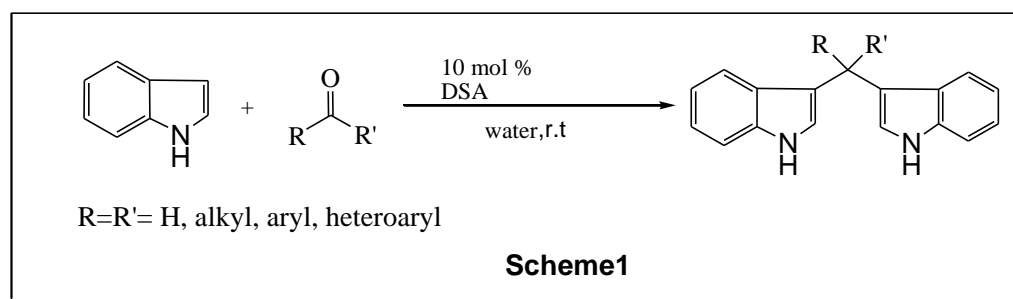 N
H
+
O
R
R'
10 mol %
DSA
water,r.t
R
R'
N
H
N
H
R=R'= H, alkyl, aryl, heteroaryl
Scheme1